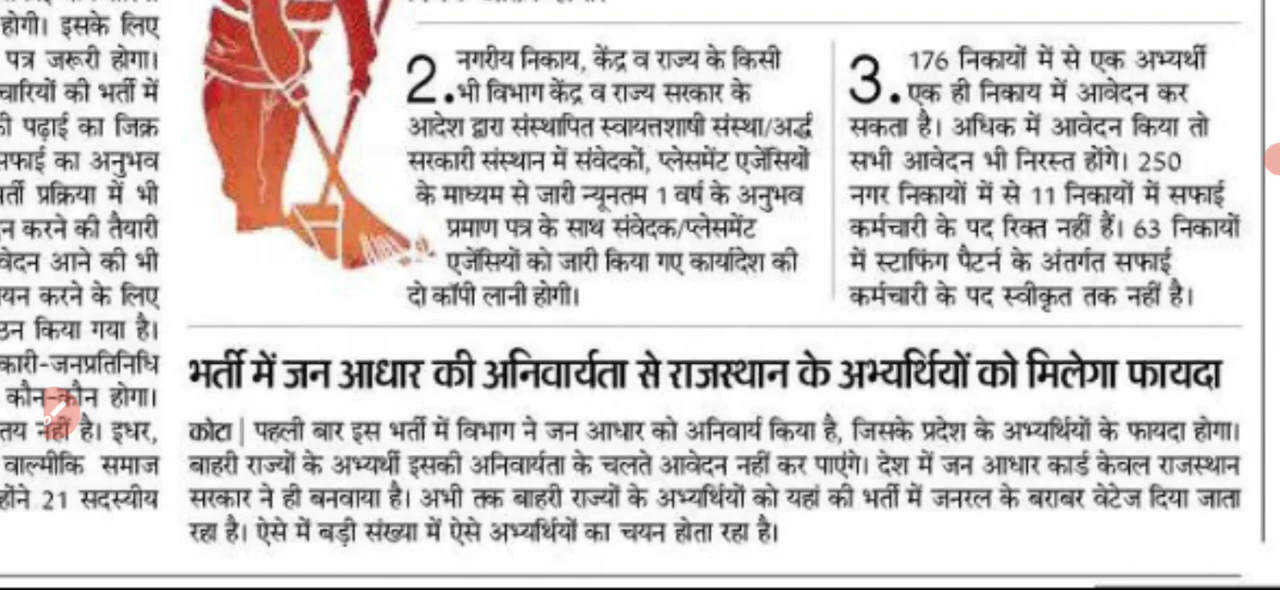 होगी। इसके लिए
पत्र जरूरी होगा।
चारियों की भर्ती में
की पढ़ाई का जिक्र
सफाई का अनुभव
भर्ती प्रक्रिया में भी
करने की तैयारी
वेदन आने की भी
चयन करने के लिए
किया गया है।
कारी-जनप्रतिनिधि
कौन-कौन होगा।
तय नहीं है। इधर,
वाल्मीकि समाज
21 सदस्यीय
2. नगरीय निकाय, केंद्र व राज्य के किसी
भी विभाग केंद्र व राज्य सरकार के
आदेश द्वारा संस्थापित स्वायत्तशाषी संस्था/अर्द्ध
सरकारी संस्थान में संवेदकों, प्लेसमेंट एजेंसियों
के माध्यम से जारी न्यूनतम 1 वर्ष के अनुभव
प्रमाण पत्र के साथ संवेदक/प्लेसमेंट
एजेंसियों को जारी किया गए कार्यादेश की
दो कॉपी लानी होगी।
3. 176 निकायों में से एक अभ्यर्थी
एक ही निकाय में आवेदन कर
सकता है। अधिक में आवेदन किया तो
सभी आवेदन भी निरस्त होंगे। 250
नगर निकायों में से 11 निकायों में सफाई
कर्मचारी के पद रिक्त नहीं हैं। 63 निकायों
में स्टाफिंग पैटर्न के अंतर्गत सफाई
कर्मचारी के पद स्वीकृत तक नहीं है।
भर्ती में जन आधार की अनिवार्यता से राजस्थान के अभ्यर्थियों को मिलेगा फायदा
कोटा | पहली बार इस भर्ती में विभाग ने जन आधार को अनिवार्य किया है, जिसके प्रदेश के अभ्यर्थियों के फायदा होगा।
बाहरी राज्यों के अभ्यर्थी इसकी अनिवार्यता के चलते आवेदन नहीं कर पाएंगे। देश में जन आधार कार्ड केवल राजस्थान
सरकार ने ही बनवाया है। अभी तक बाहरी राज्यों के अभ्यर्थियों को यहां की भर्ती में जनरल के बराबर वेटेज दिया जाता
रहा है। ऐसे में बड़ी संख्या में ऐसे अभ्यर्थियों का चयन होता रहा है।